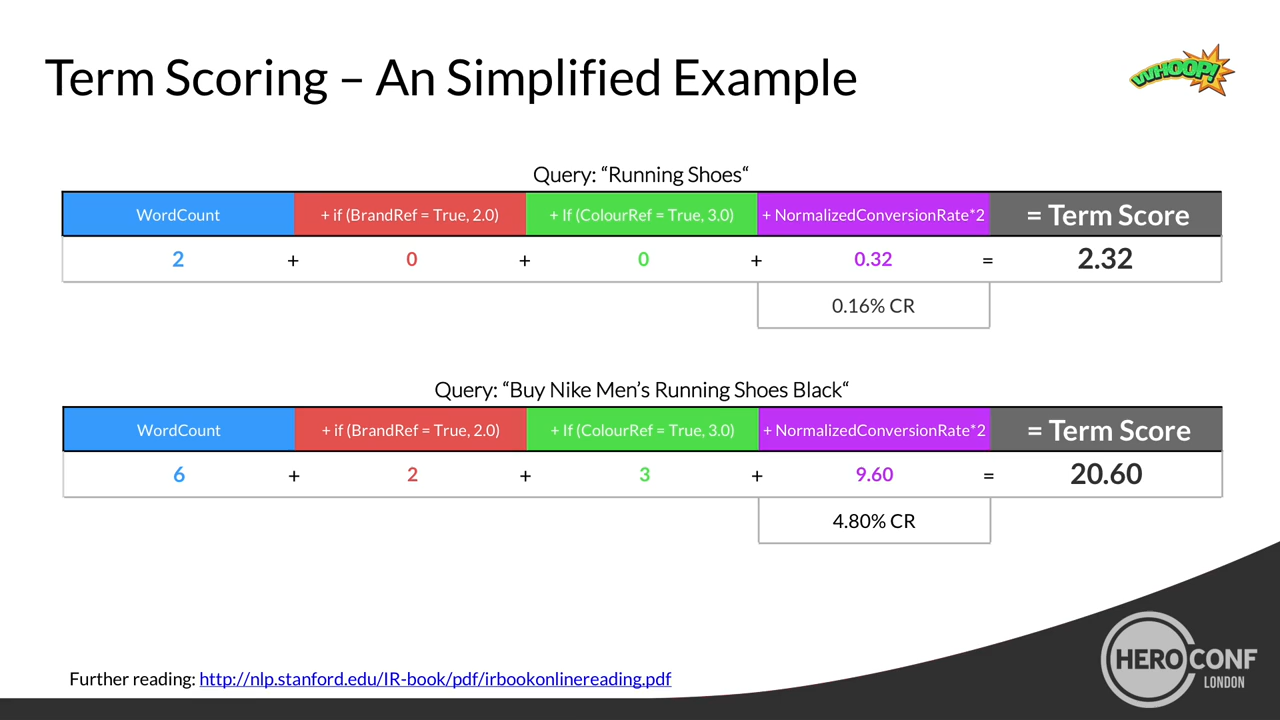 Term Scoring – An Simplified Example
WHOOP!
Query: “Running Shoes“
WordCount + if (BrandRef = True, 2.0) + If (ColourRef = True, 3.0) + NormalizedConversionRate*2 = Term Score
2 + 0 + 0 + 0.32 = 2.32
0.16% CR
Query: “Buy Nike Men’s Running Shoes Black“
WordCount + if (BrandRef = True, 2.0) + If (ColourRef = True, 3.0) + NormalizedConversionRate*2 = Term Score
6 + 2 + 3 + 9.60 = 20.60
4.80% CR
Further reading: http://nlp.stanford.edu/IR-book/pdf/irbookonlinereading.pdf
HEROCONF
LONDON